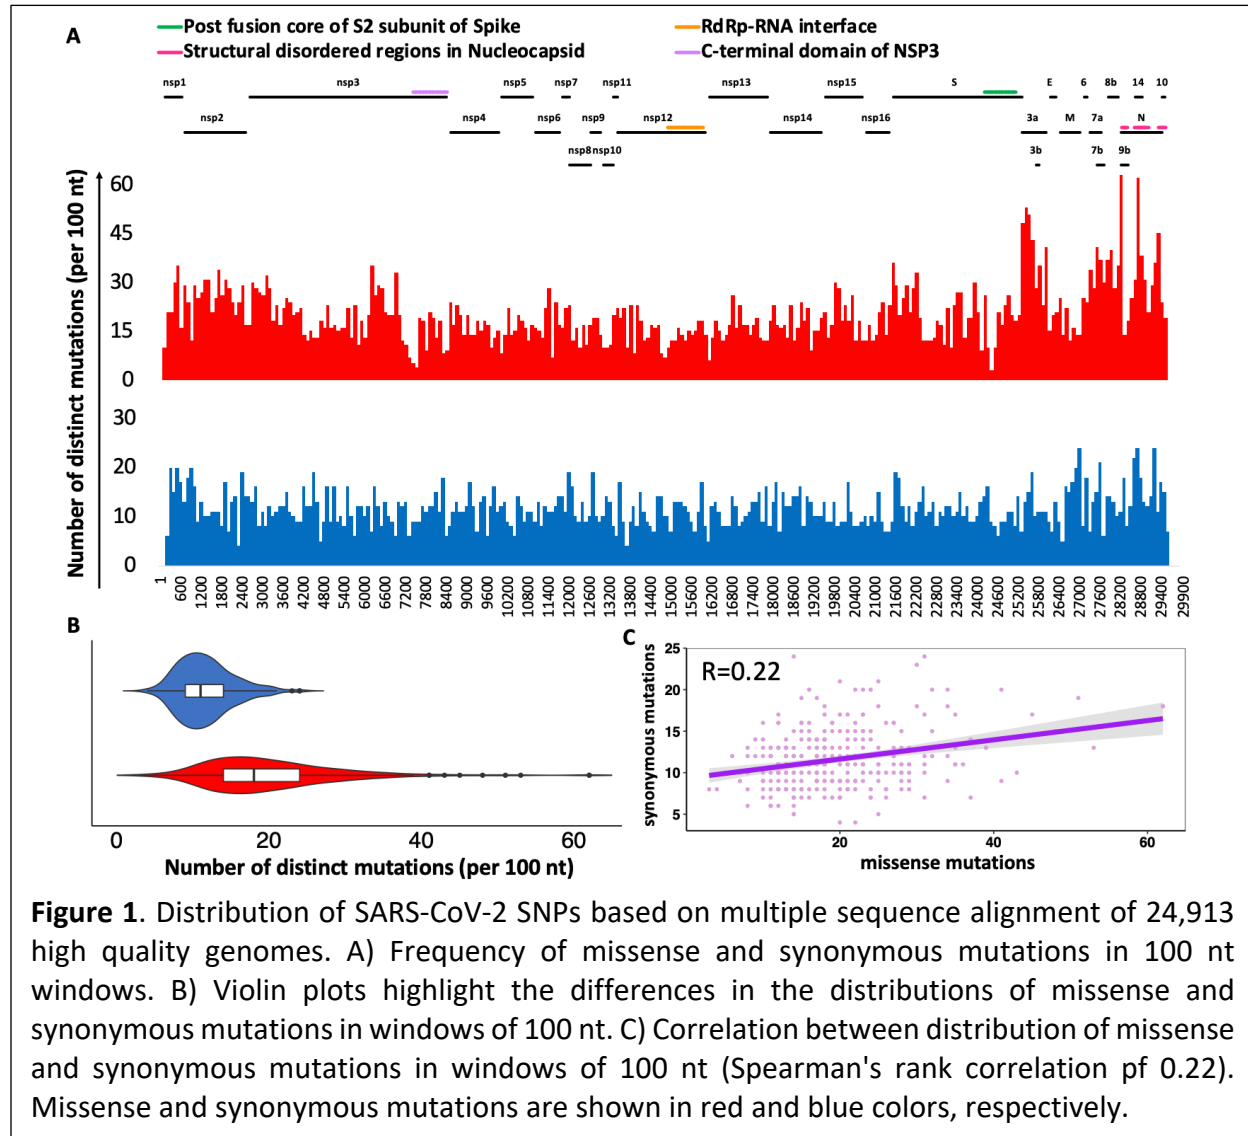 A
Post fusion core of S2 subunit of Spike
RdRp-RNA interface
Structural disordered regions in Nucleocapsid
C-terminal domain of NSP3
nsp1 nsp3 nsp5 nsp7 nsp11 nsp13 nsp15 S E 6 8b 14 10
nsp2 nsp4 nsp6 nsp9 nsp12 nsp14 nsp16 3a M 7a N
nsp8 nsp10 3b 7b 9b
Number of distinct mutations (per 100 nt)
60
45
30
15
0
30
20
10
0
1 600 1200 1800 2400 3000 3600 4200 4800 5400 6000 6600 7200 7800 8400 9000 9600 10200 10800 11400 12000 12600 13200 13800 14400 15000 15600 16200 16800 17400 18000 18600 19200 19800 20400 21000 21600 22200 22800 23400 24000 24600 25200 25800 26400 27000 27600 28200 28800 29400 29900
B
0 20 40 60
Number of distinct mutations (per 100 nt)
C
R=0.22
synonymous mutations
25
20
15
10
5
20 40 60
missense mutations
Figure 1. Distribution of SARS-CoV-2 SNPs based on multiple sequence alignment of 24,913
high quality genomes. A) Frequency of missense and synonymous mutations in 100 nt
windows. B) Violin plots highlight the differences in the distributions of missense and
synonymous mutations in windows of 100 nt. C) Correlation between distribution of missense
and synonymous mutations in windows of 100 nt (Spearman's rank correlation pf 0.22).
Missense and synonymous mutations are shown in red and blue colors, respectively.